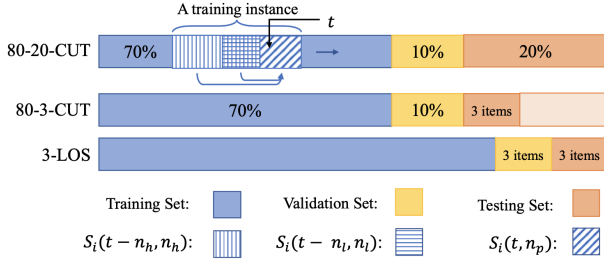 A training instance
t
80-20-CUT 70% 10% 20%
80-3-CUT 70% 10% 3 items
3-LOS 3 items 3 items
Training Set: Validation Set: Testing Set:
S_i(t − n_h, n_h): S_i(t − n_l, n_l): S_i(t, n_p):